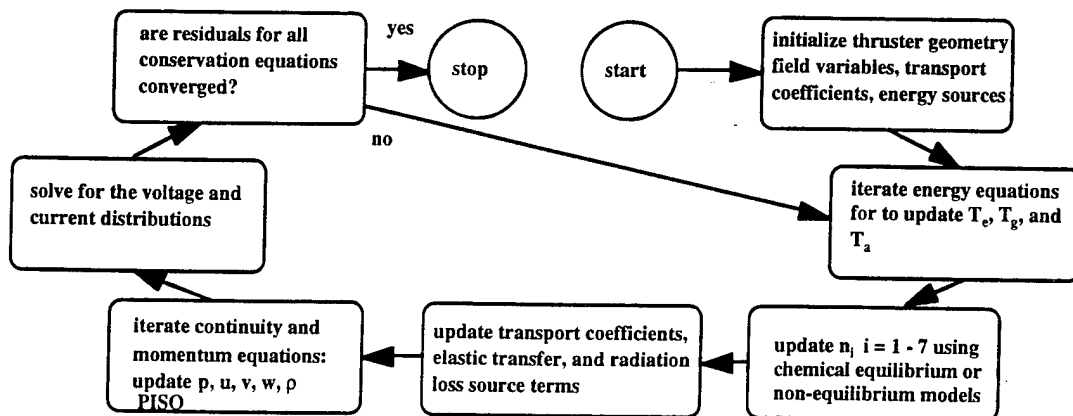 start
initialize thruster geometry
field variables, transport
coefficients, energy sources
iterate energy equations
for to update Te, Tg, and
Ta
update ni i = 1 - 7 using
chemical equilibrium or
non-equilibrium models
update transport coefficients,
elastic transfer, and radiation
loss source terms
iterate continuity and
momentum equations:
update p, u, v, w, ρ
PISO
solve for the voltage and
current distributions
are residuals for all
conservation equations
converged?
yes
no
stop